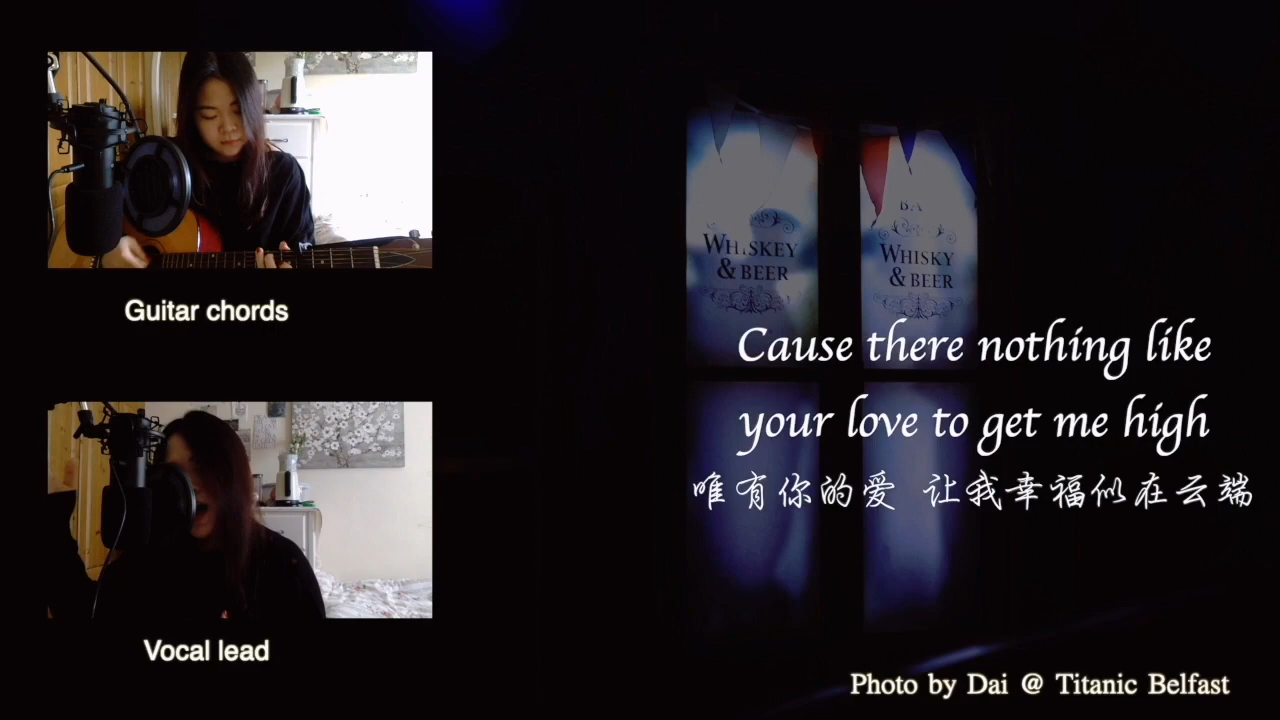 Guitar chords
Vocal lead
BA
WHISKEY
& BEER
WHISKY
& BEER
Cause there nothing like
your love to get me high
唯有你的爱 让我幸福似在云端
Photo by Dai @ Titanic Belfast